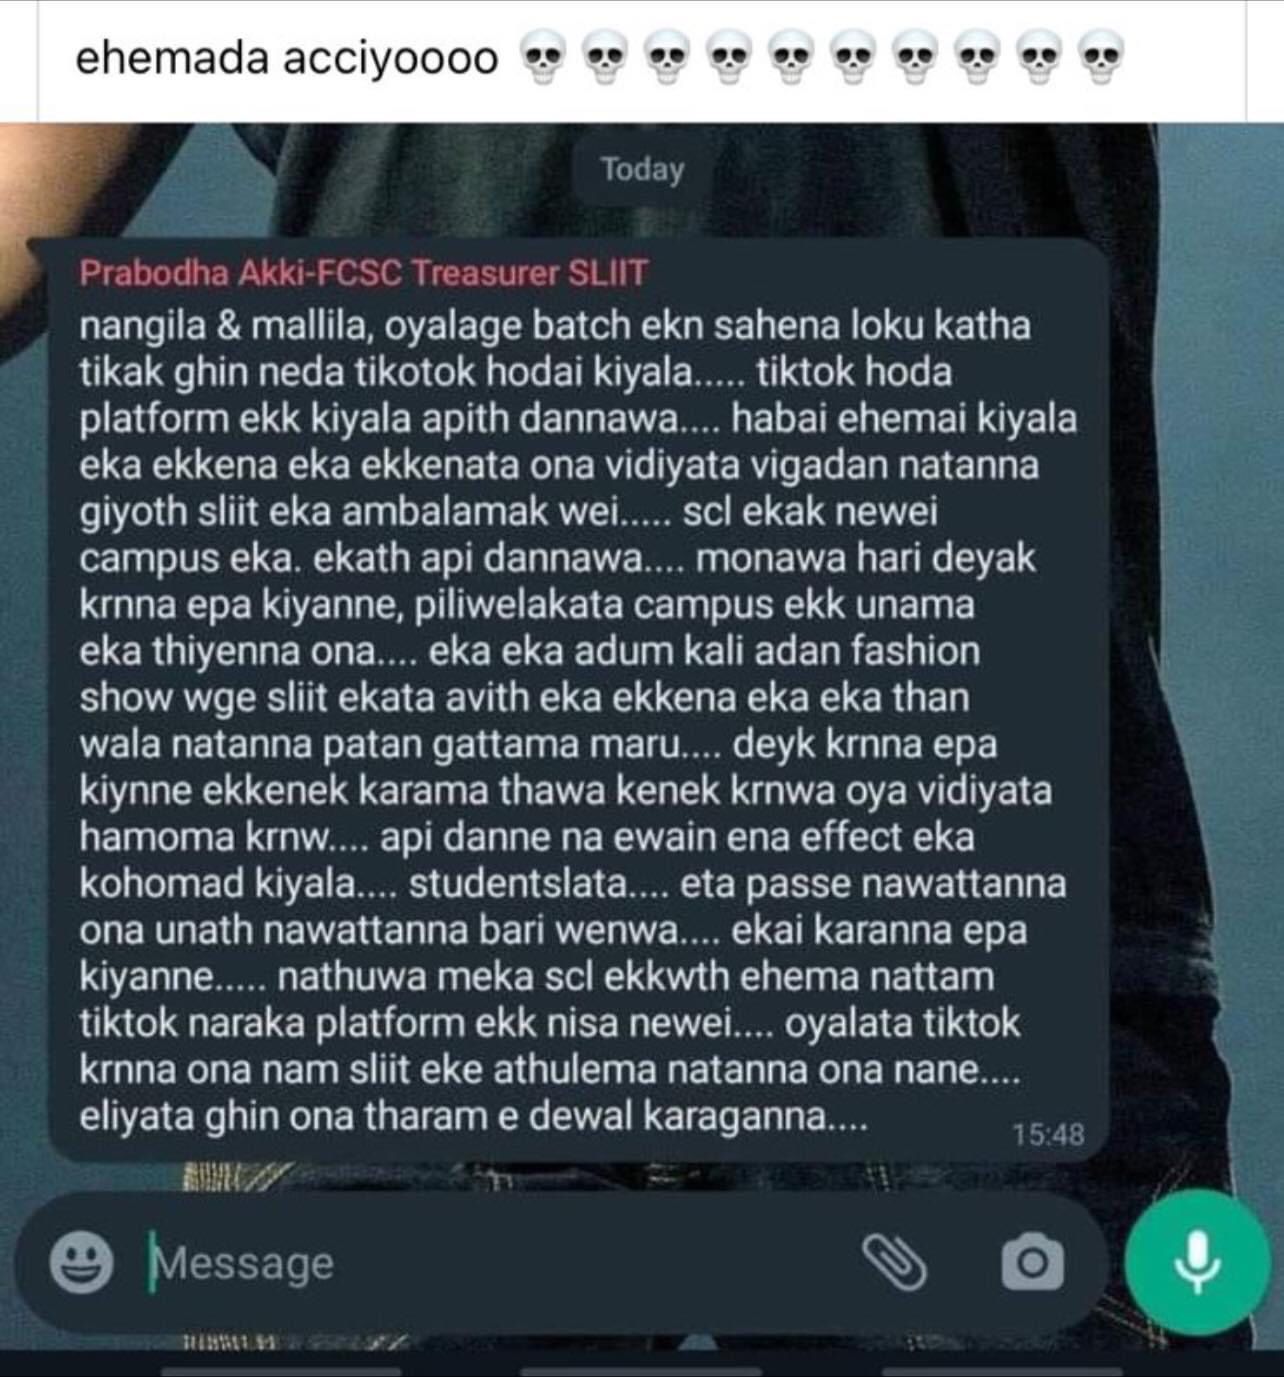 ehemada acciyoooo 💀💀💀💀💀💀💀💀💀💀
Today
Prabodha Akki-FCSC Treasurer SLIIT
nangila & mallila, oyalage batch ekn sahena loku katha
tikak ghin neda tikotok hodai kiyala..... tiktok hoda
platform ekk kiyala apith dannawa.... habai ehemai kiyala
eka ekkena eka ekkenata ona vidiyata vigadan natanna
giyoth sliit eka ambalamak wei..... scl ekak newei
campus eka. ekath api dannawa.... monawa hari deyak
krnna epa kiyanne, piliwelakata campus ekk unama
eka thiyenna ona.... eka eka adum kali adan fashion
show wge sliit ekata avith eka ekkena eka eka than
wala natanna patan gattama maru.... deyk krnna epa
kiynne ekkenek karama thawa kenek krnwa oya vidiyata
hamoma krnw.... api danne na ewain ena effect eka
kohomad kiyala.... studentslata.... eta passe nawattanna
ona unath nawattanna bari wenwa.... ekai karanna epa
kiyanne..... nathuwa meka scl ekkwth ehema nattam
tiktok naraka platform ekk nisa newei.... oyalata tiktok
krnna ona nam sliit eke athulema natanna ona nane....
eliyata ghin ona tharam e dewal karaganna....
15:48
Message